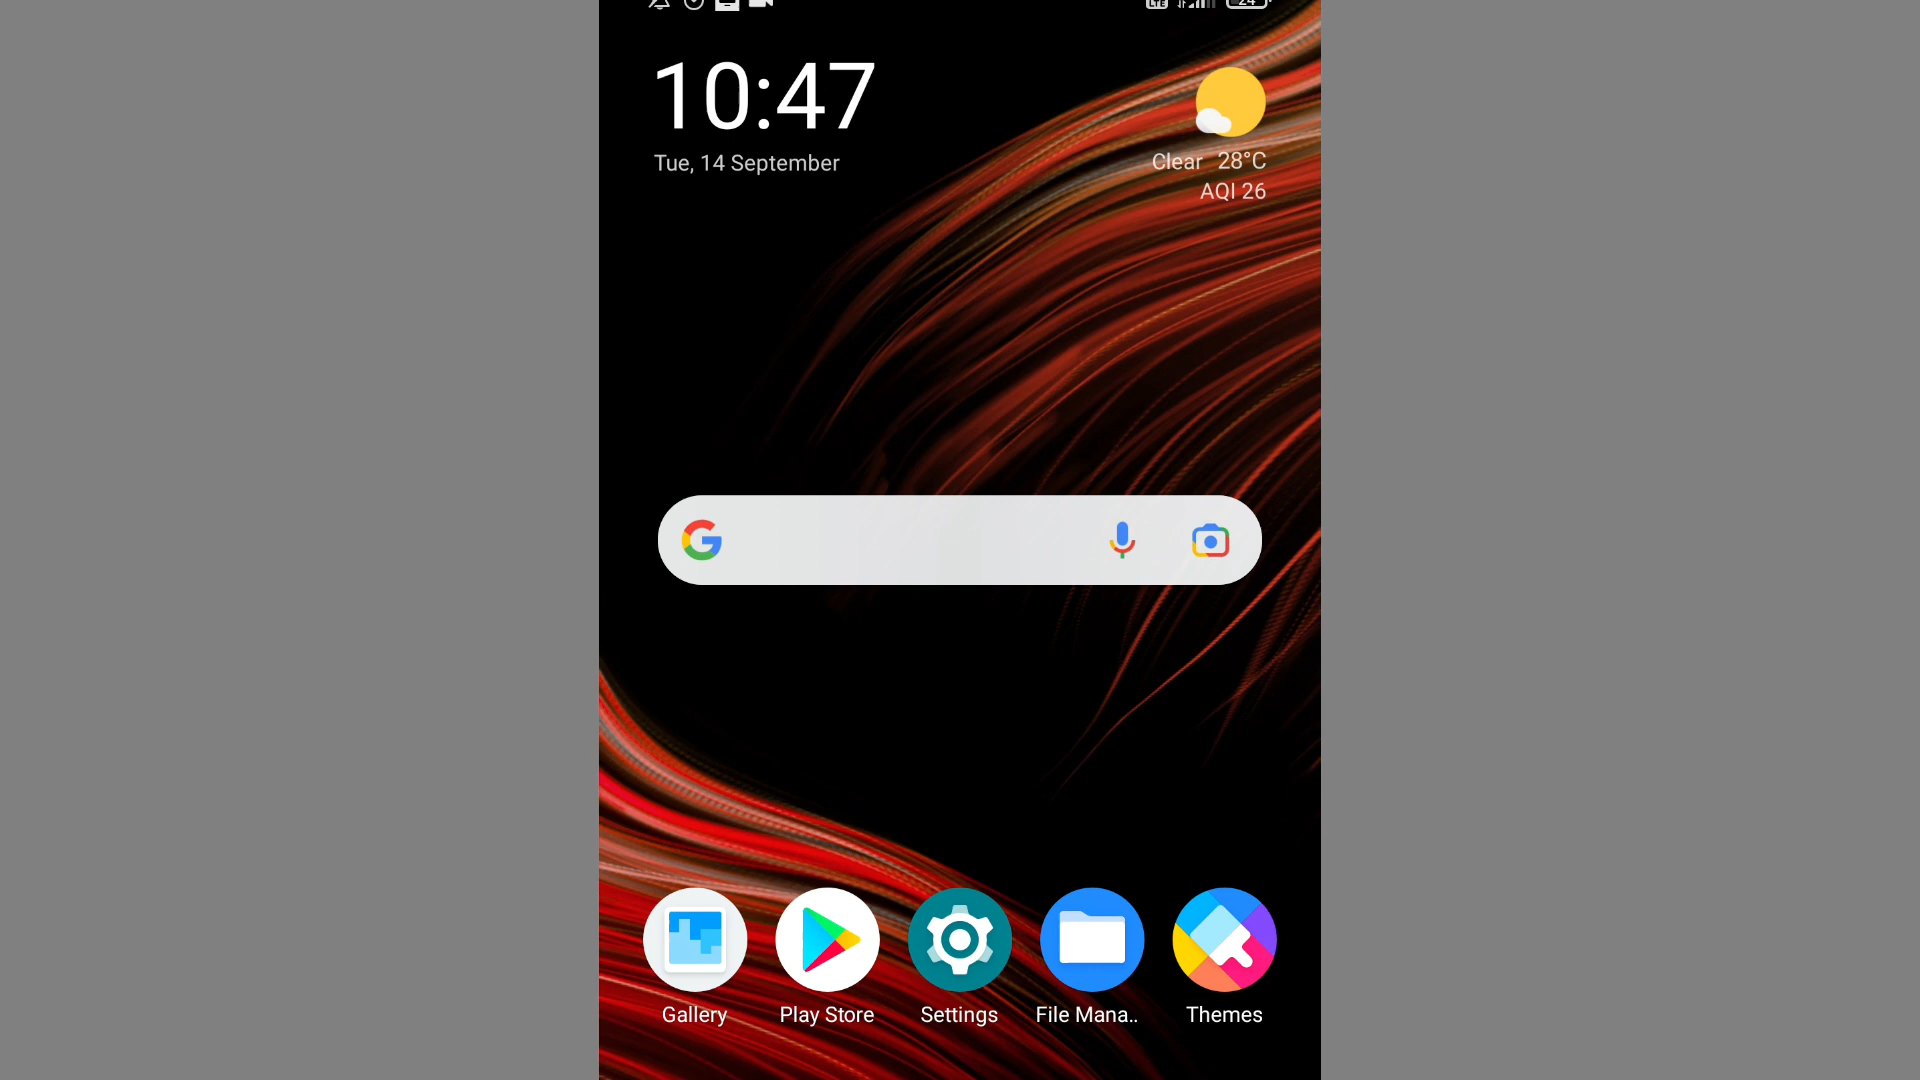 10:47
Tue, 14 September
Clear 28°C
AQI 26
Gallery
Play Store
Settings
File Mana..
Themes